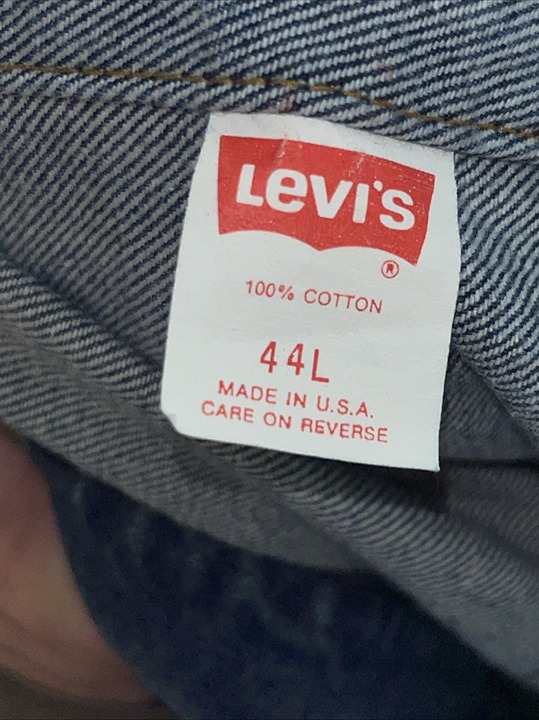 Levi's
®
100% COTTON
44L
MADE IN U.S.A.
CARE ON REVERSE